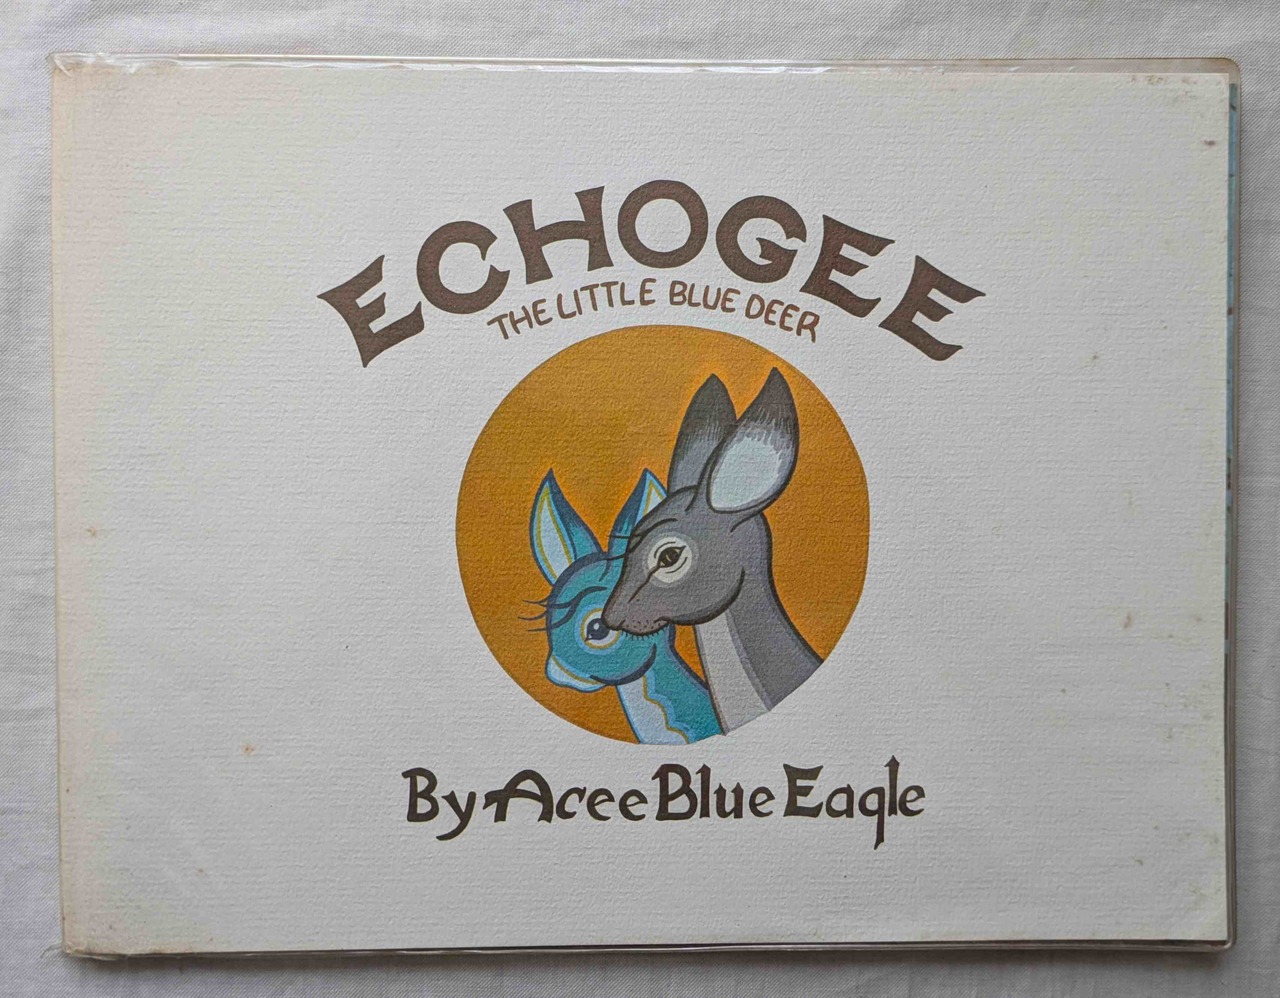 ECHOGEE
THE LITTLE BLUE DEER
By Acee Blue Eagle